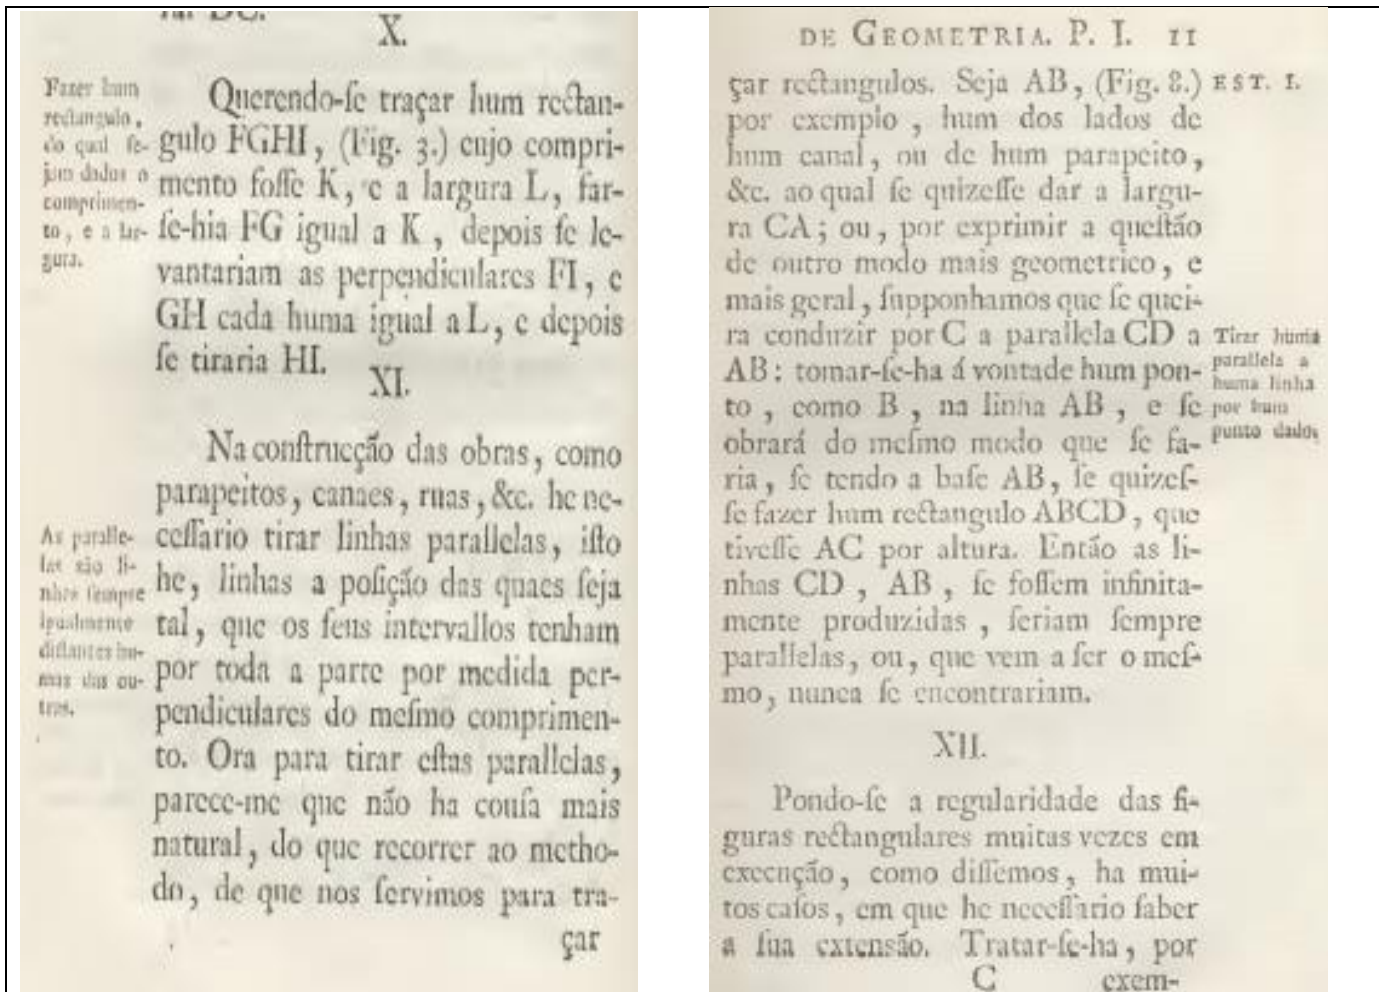 DC.
X.
Fazer hum
rectangulo,
do qual ſe-
jam dados o
comprimen-
to, e a lar-
gura.
Querendo-ſe traçar hum rectan-
gulo FGHI, (Fig. 3.) cujo compri-
mento foſſe K, e a largura L, far-
ſe-hia FG igual a K, depois ſe le-
vantariam as perpendiculares FI, e
GH cada huma igual a L, e depois
ſe tiraria HI.
XI.
Na conſtrucção das obras, como
parapeitos, canaes, ruas, &c. he ne-
ceſſario tirar linhas parallelas, iſto
he, linhas a poſição das quaes ſeja
tal, que os ſeus intervallos tenham
por toda a parte por medida per-
pendiculares do meſmo comprimen-
to. Ora para tirar eſtas parallelas,
parece-me que não ha couſa mais
natural, do que recorrer ao metho-
do, de que nos ſervimos para tra-
çar
As paralle-
las são li-
nhas ſempre
igualmente
diſtantes hu-
mas das ou-
tras.
DE GEOMETRIA. P. I. 11
çar rectangulos. Seja AB, (Fig. 8.)
EST. I.
por exemplo, hum dos lados de
hum canal, ou de hum parapeito,
&c. ao qual ſe quizeſſe dar a largu-
ra CA; ou, por exprimir a queſtão
de outro modo mais geometrico, e
mais geral, ſupponhamos que ſe quei-
ra conduzir por C a parallela CD a
AB: tomar-ſe-ha á vontade hum pon-
to, como B, na linha AB, e ſe
obrará do meſmo modo que ſe fa-
ria, ſe tendo a baſe AB, ſe quizeſ-
ſe fazer hum rectangulo ABCD, que
tiveſſe AC por altura. Então as li-
nhas CD, AB, ſe foſſem infinita-
mente produzidas, ſeriam ſempre
parallelas, ou, que vem a ſer o meſ-
mo, nunca ſe encontrariam.
Tirar huma
parallela a
huma linha
por hum
punto dado.
XII.
Pondo-ſe a regularidade das fi-
guras rectangulares muitas vezes em
execução, como diſſemos, ha mui-
tos caſos, em que he neceſſario ſaber
a ſua extensão. Tratar-ſe-ha, por
C exem-